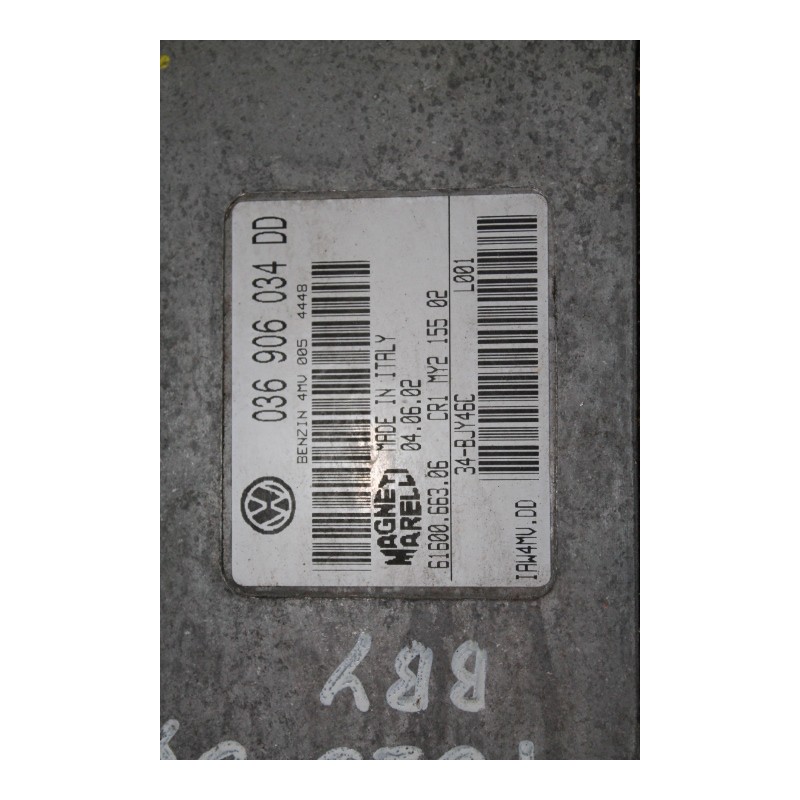 036 906 034 DD
BENZIN 4MV 005 4448
MAGNETI MARELLI
MADE IN ITALY
04.06.02
61600.663.06 CR1 MY2 155 02
34-BJY46C L001
IAW4MV.DD
BBY